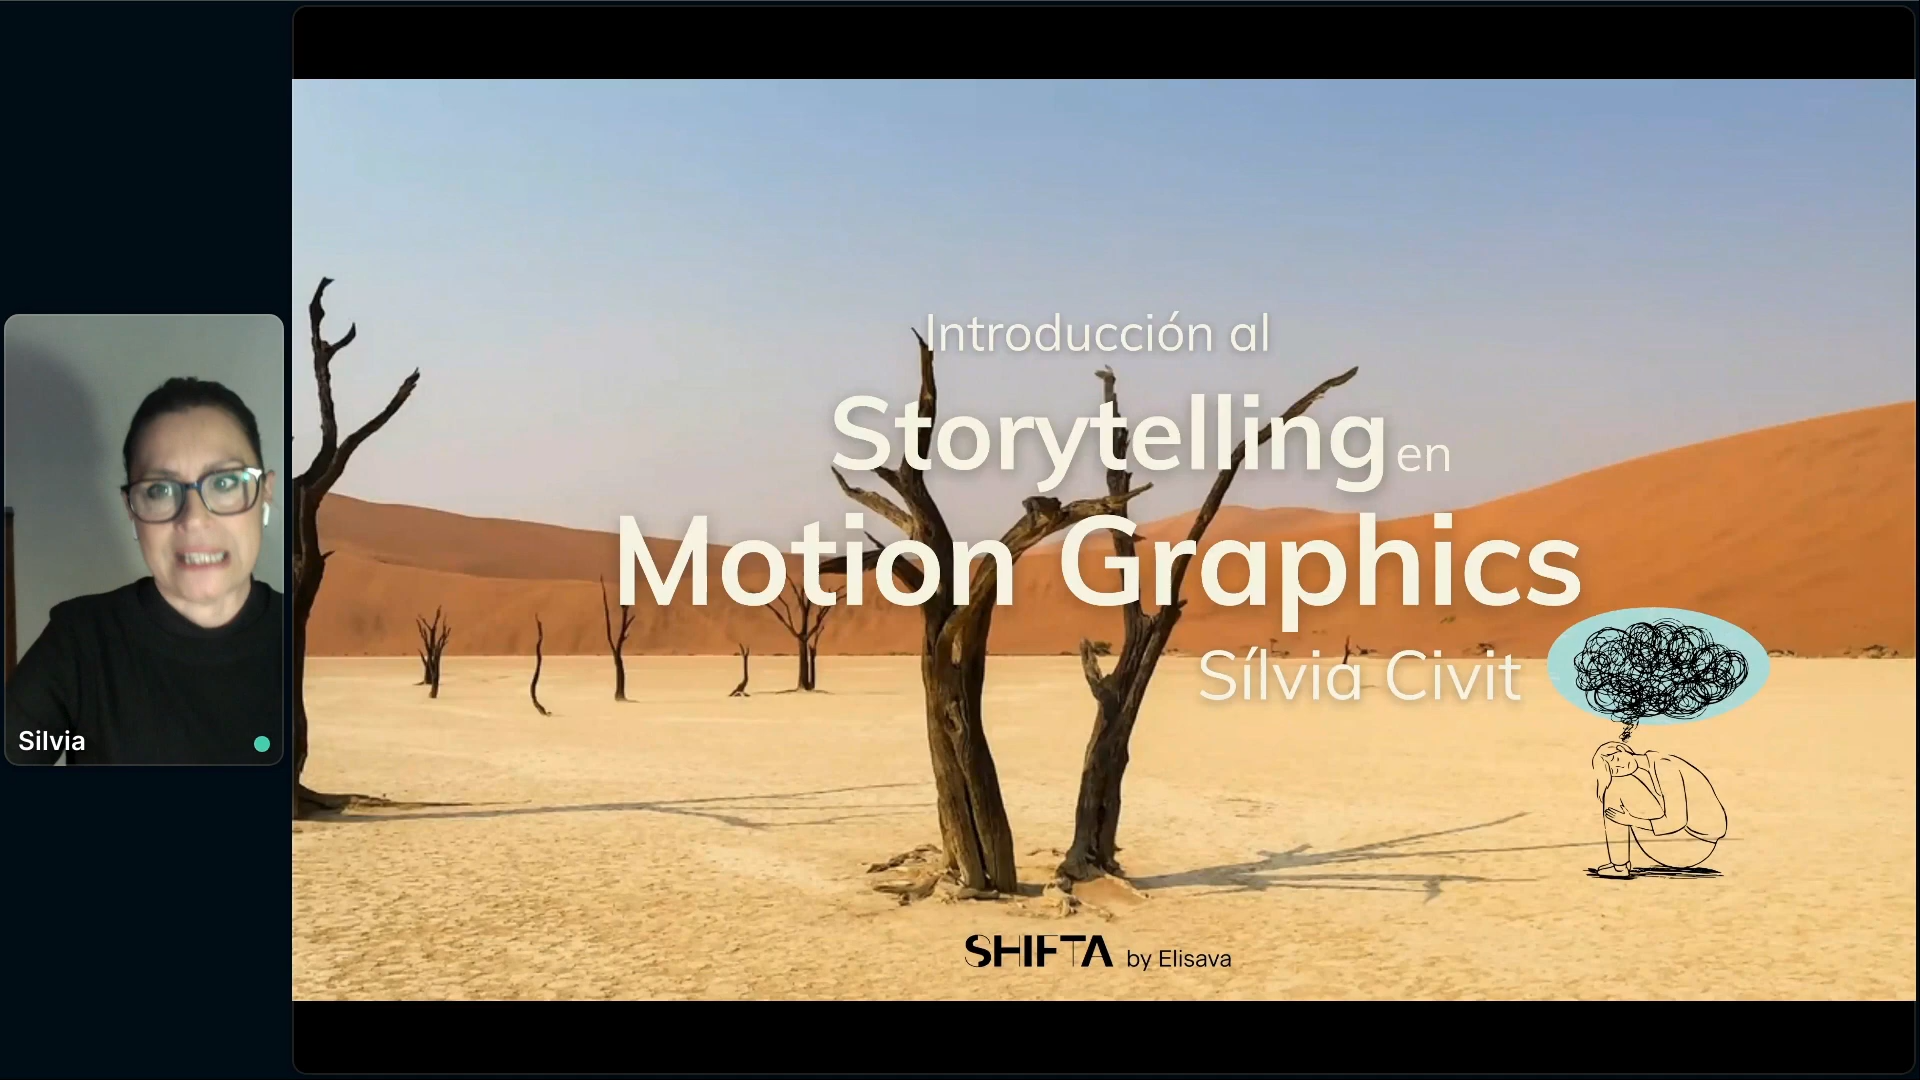 Introducción al
Storytelling en
Motion Graphics
Sílvia Civit
Silvia
SHIFTA by Elisava